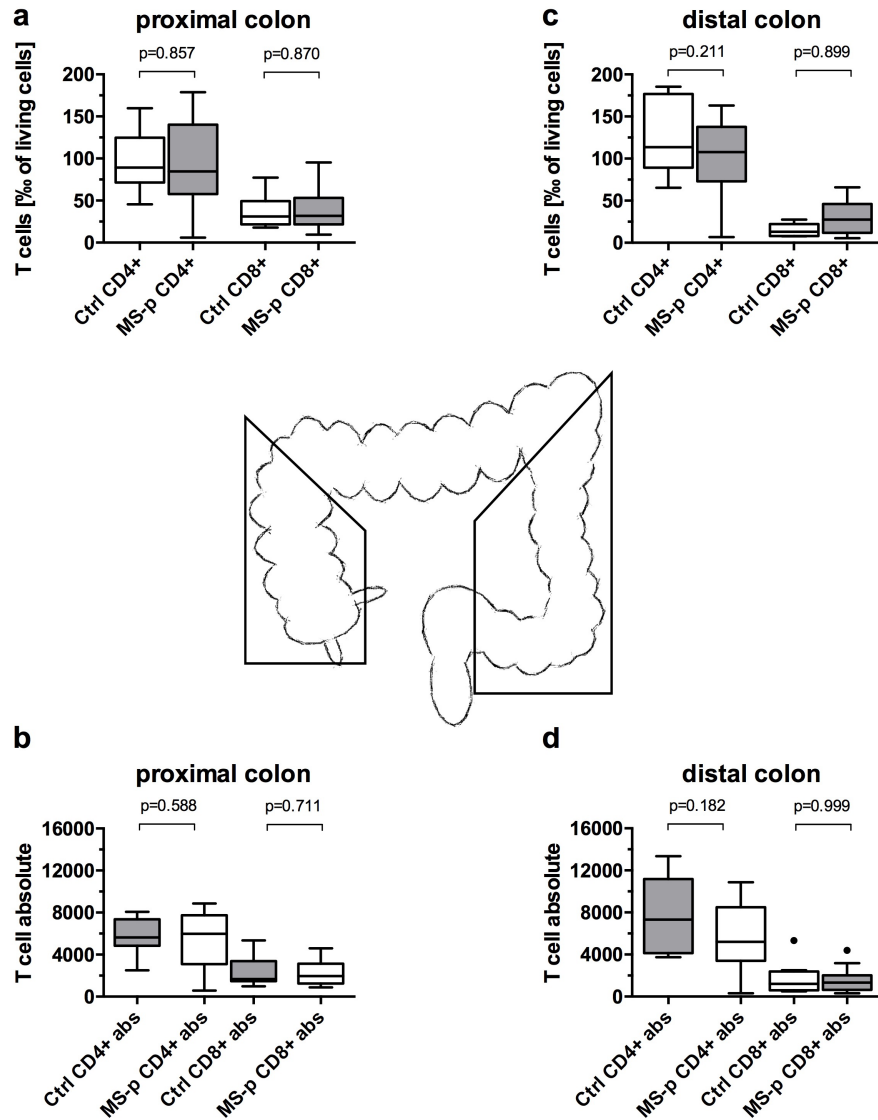 a
proximal colon
p=0.857
p=0.870
T cells [‰ of living cells]
200
150
100
50
0
Ctrl CD4+
MS-p CD4+
Ctrl CD8+
MS-p CD8+
c
distal colon
p=0.211
p=0.899
T cells [‰ of living cells]
200
150
100
50
0
Ctrl CD4+
MS-p CD4+
Ctrl CD8+
MS-p CD8+
b
proximal colon
p=0.588
p=0.711
T cell absolute
16000
12000
8000
4000
0
Ctrl CD4+ abs
MS-p CD4+ abs
Ctrl CD8+ abs
MS-p CD8+ abs
d
distal colon
p=0.182
p=0.999
T cell absolute
16000
12000
8000
4000
0
Ctrl CD4+ abs
MS-p CD4+ abs
Ctrl CD8+ abs
MS-p CD8+ abs